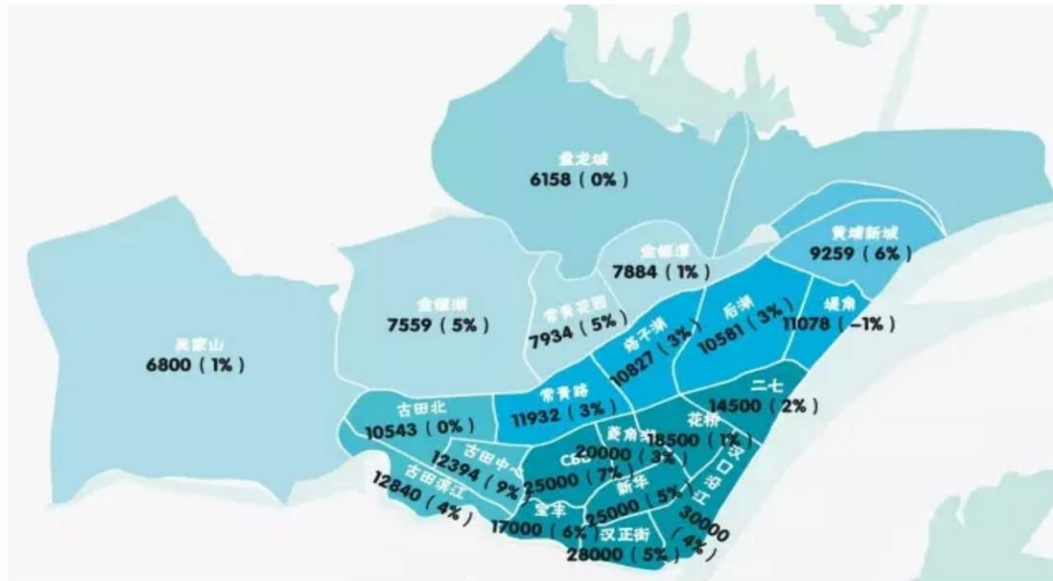 盘龙城
6158（0%）
黄埔新城
9259（6%）
金银潭
7884（1%）
金银湖
7559（5%）
常青花园
7934（5%）
后湖
10581（3%）
堤角
11078（-1%）
杨子湖
10827（3%）
吴家山
6800（1%）
常青路
11932（3%）
二七
14500（2%）
古田北
10543（0%）
花桥
18500（1%）
菱角湖
20000（3%）
古田中心
12394（9%）
CBD
25000（7%）
汉口沿江
30000（4%）
古田滨江
12840（4%）
新华
25000（5%）
宝丰
17000（6%）
汉正街
28000（5%）